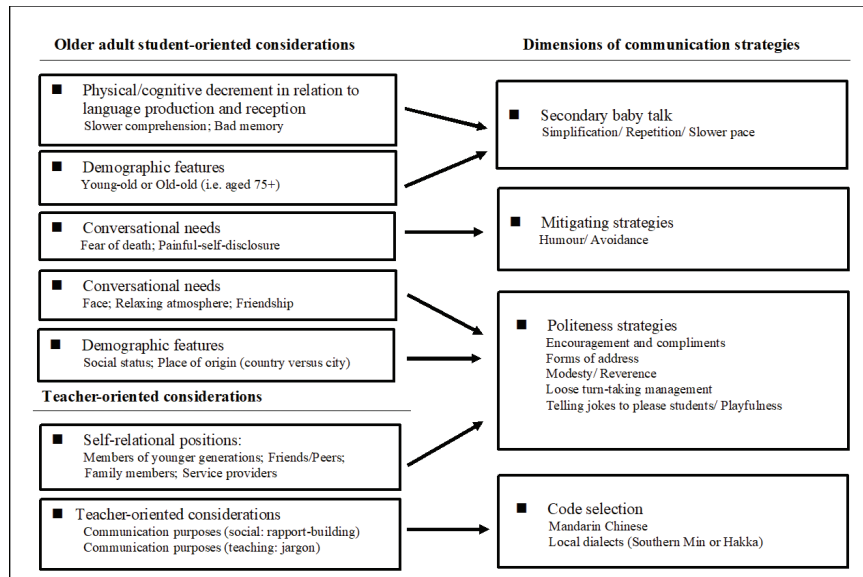 Older adult student-oriented considerations
■ Physical/cognitive decrement in relation to
language production and reception
Slower comprehension; Bad memory
■ Demographic features
Young-old or Old-old (i.e. aged 75+)
■ Conversational needs
Fear of death; Painful-self-disclosure
■ Conversational needs
Face; Relaxing atmosphere; Friendship
■ Demographic features
Social status; Place of origin (country versus city)
Teacher-oriented considerations
■ Self-relational positions:
Members of younger generations; Friends/Peers;
Family members; Service providers
■ Teacher-oriented considerations
Communication purposes (social: rapport-building)
Communication purposes (teaching: jargon)
Dimensions of communication strategies
■ Secondary baby talk
Simplification/ Repetition/ Slower pace
■ Mitigating strategies
Humour/ Avoidance
■ Politeness strategies
Encouragement and compliments
Forms of address
Modesty/ Reverence
Loose turn-taking management
Telling jokes to please students/ Playfulness
■ Code selection
Mandarin Chinese
Local dialects (Southern Min or Hakka)